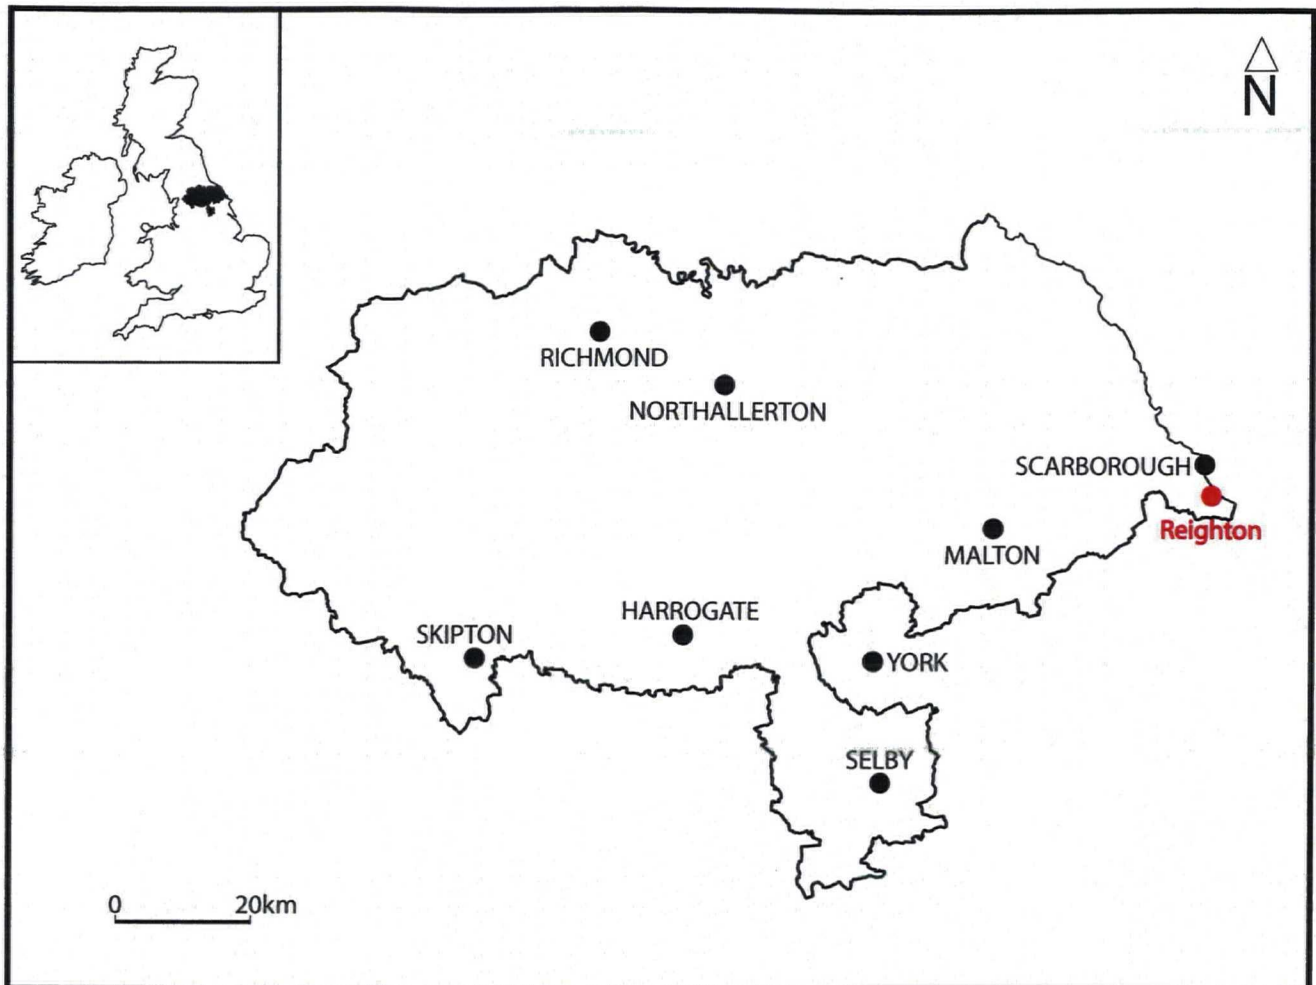 N
RICHMOND
NORTHALLERTON
SCARBOROUGH
Reighton
MALTON
HARROGATE
SKIPTON
YORK
SELBY
0 20km